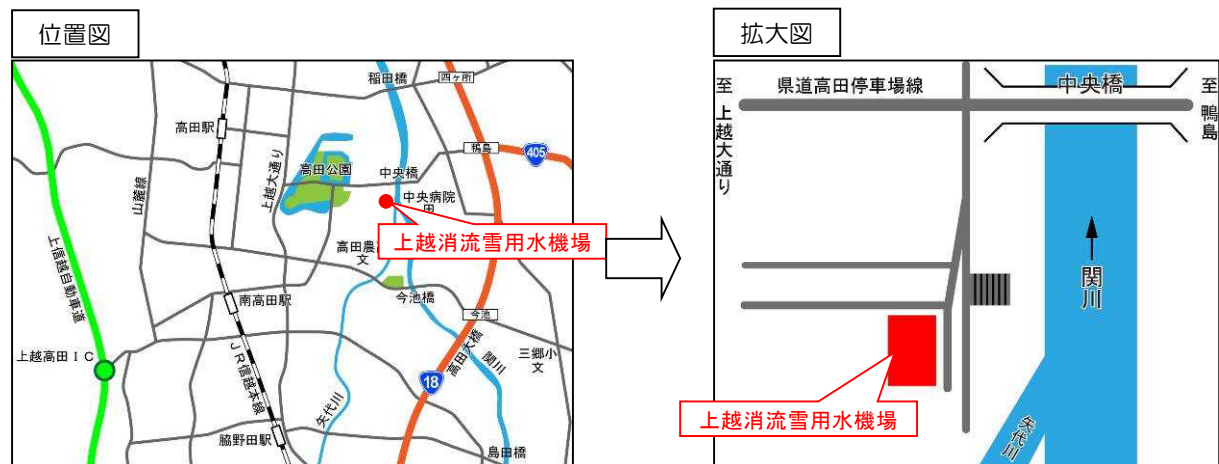 位置図
稲田橋
四ケ所
高田駅
上越大通り
鴨島
405
高田公園
中央橋
山麓線
中央病院
上越消流雪用水機場
高田農
文
上信越自動車道
今池橋
南高田駅
今池
上越高田IC
JR信越本線
高田大橋
関川
三郷小
文
18
矢代川
脇野田駅
島田橋
拡大図
至上越大通り
県道高田停車場線
中央橋
至鴨島
関川
上越消流雪用水機場
矢代川